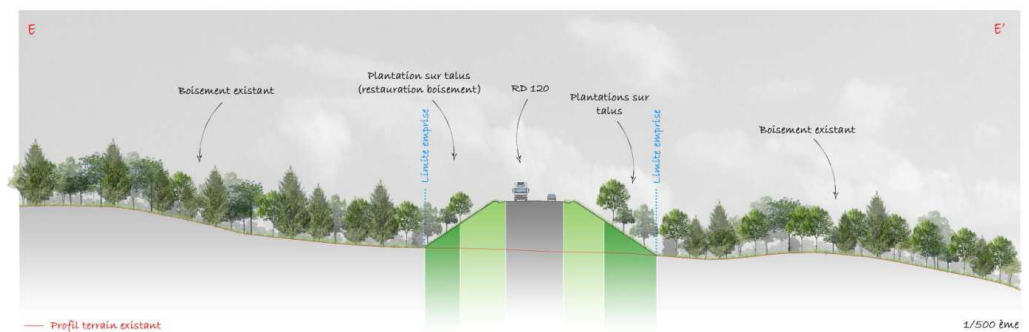 E
E'
Boisement existant
Plantation sur talus
(restauration boisement)
RD 120
Plantations sur
talus
Boisement existant
Limite emprise
Limite emprise
Profil terrain existant
1/500 ème